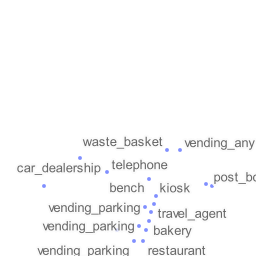 waste_basket
vending_any
telephone
car_dealership
post_bo
bench
kiosk
vending_parking
travel_agent
vending_parking
bakery
vending_parking
restaurant